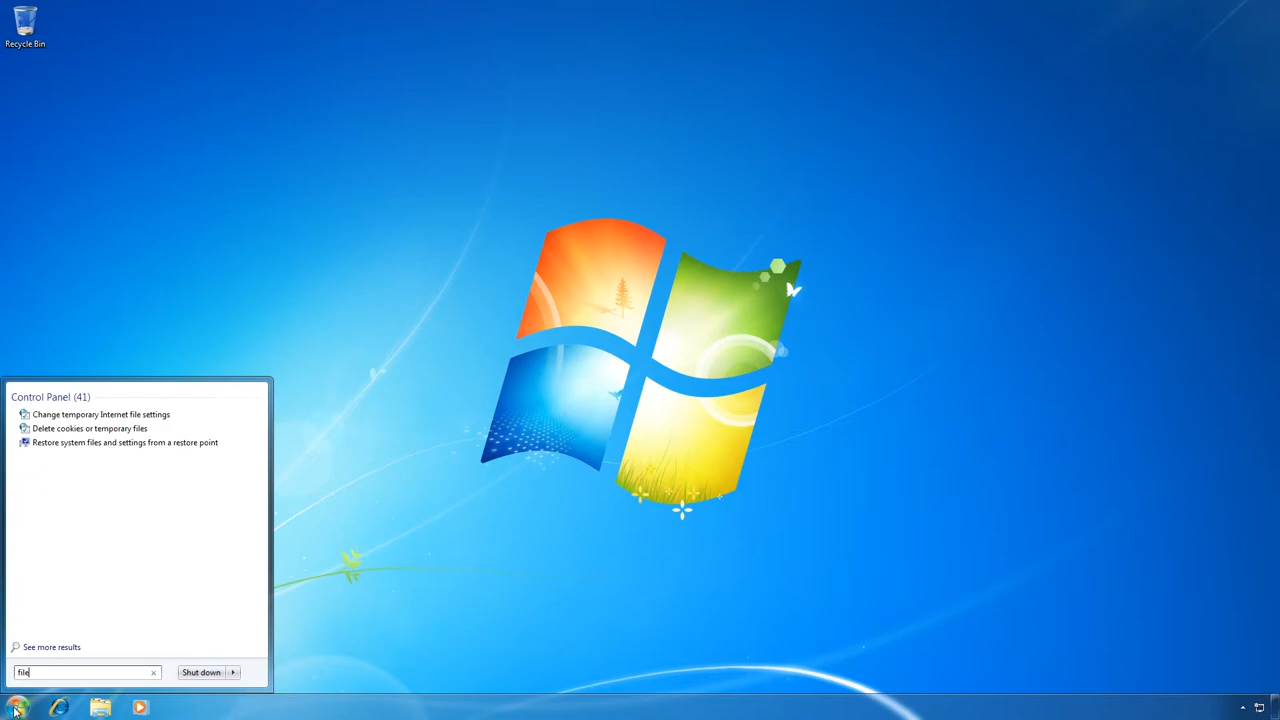 Recycle Bin
Control Panel (41)
Change temporary Internet file settings
Delete cookies or temporary files
Restore system files and settings from a restore point
See more results
file
Shut down